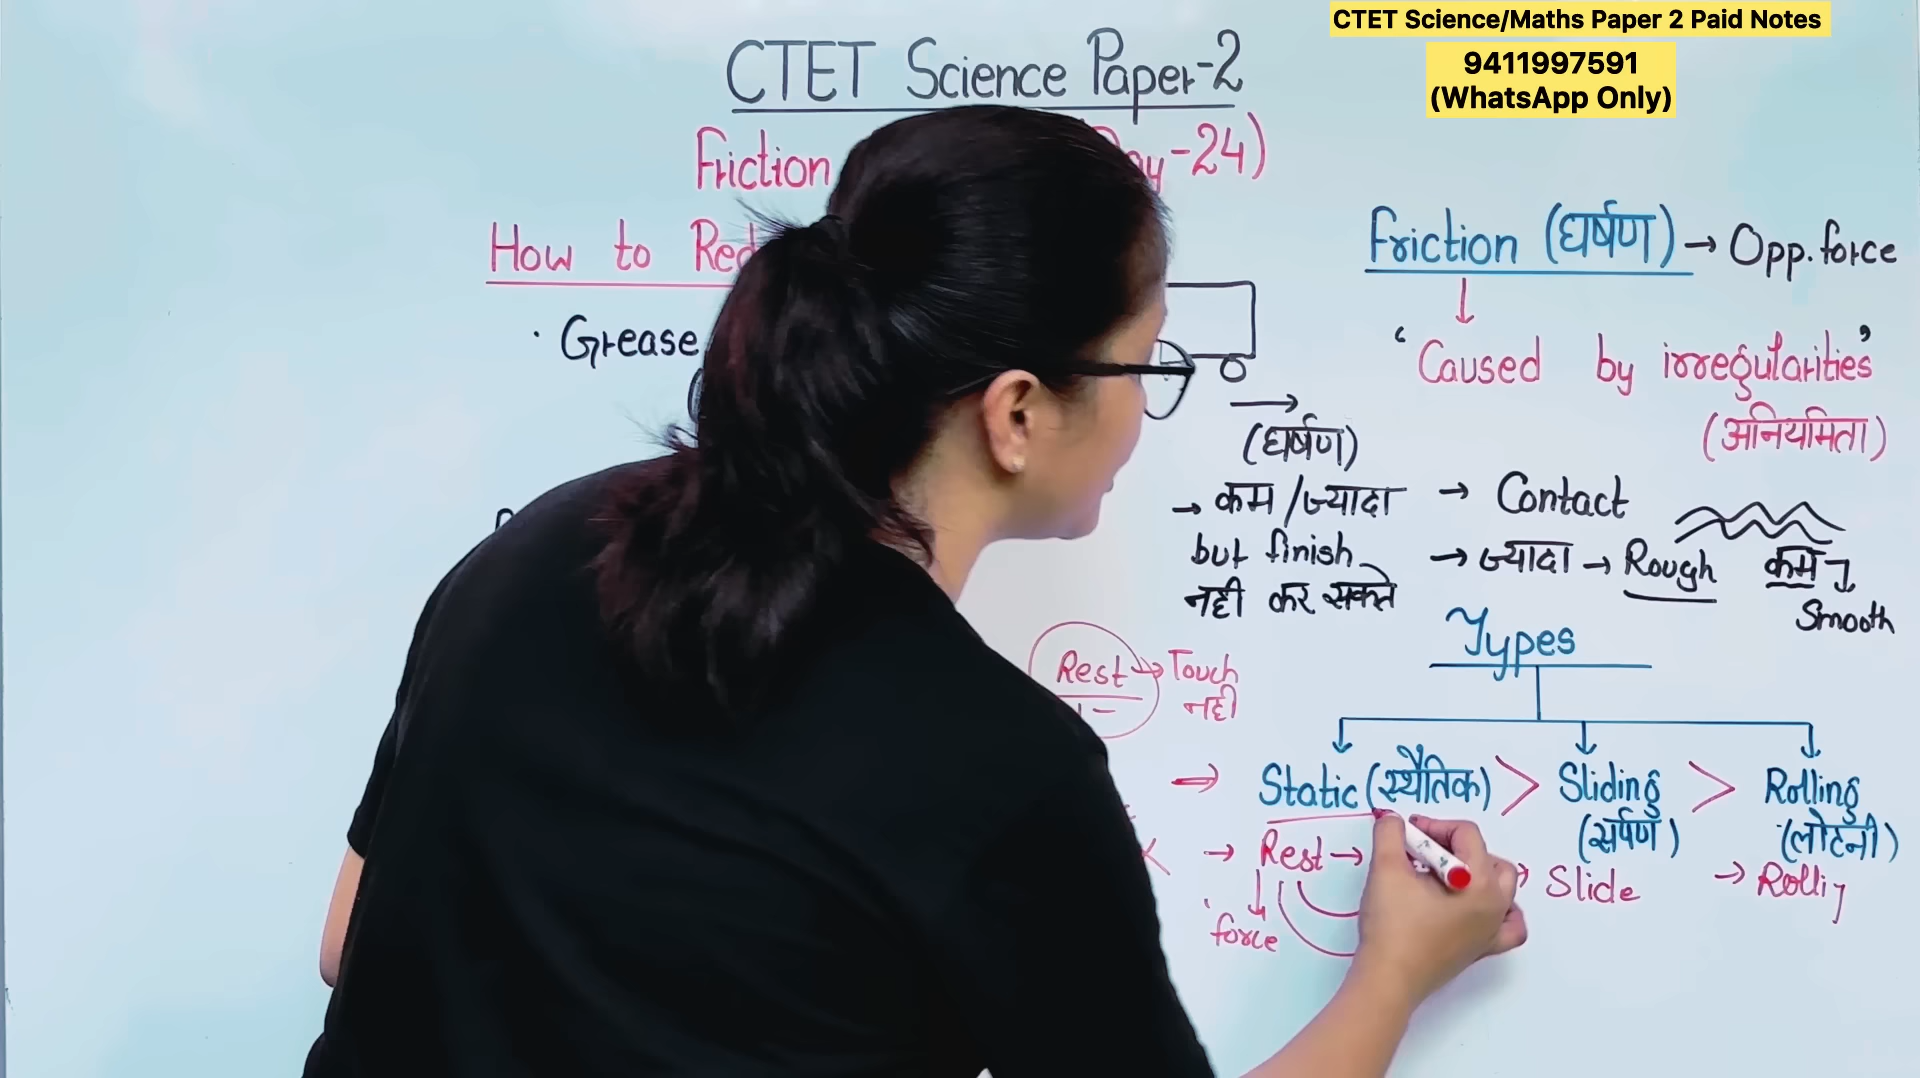 CTET Science/Maths Paper 2 Paid Notes
9411997591
(WhatsApp Only)
CTET Science Paper-2
Friction
-24)
How to
· Grease
Friction (घर्षण) → Opp. force
'Caused by irregularities'
(अनियमिता)
(घर्षण)
→ कम/ज्यादा
but finish
नही कर सकते
→ Contact
→ ज्यादा → Rough
कम
Smooth
Rest → Touch
नही
Types
⇒ Static (स्थैतिक) > Sliding > Rolling
(सर्पण) (लोटनी)
→ Rest →
force
Slide
→ Rolli